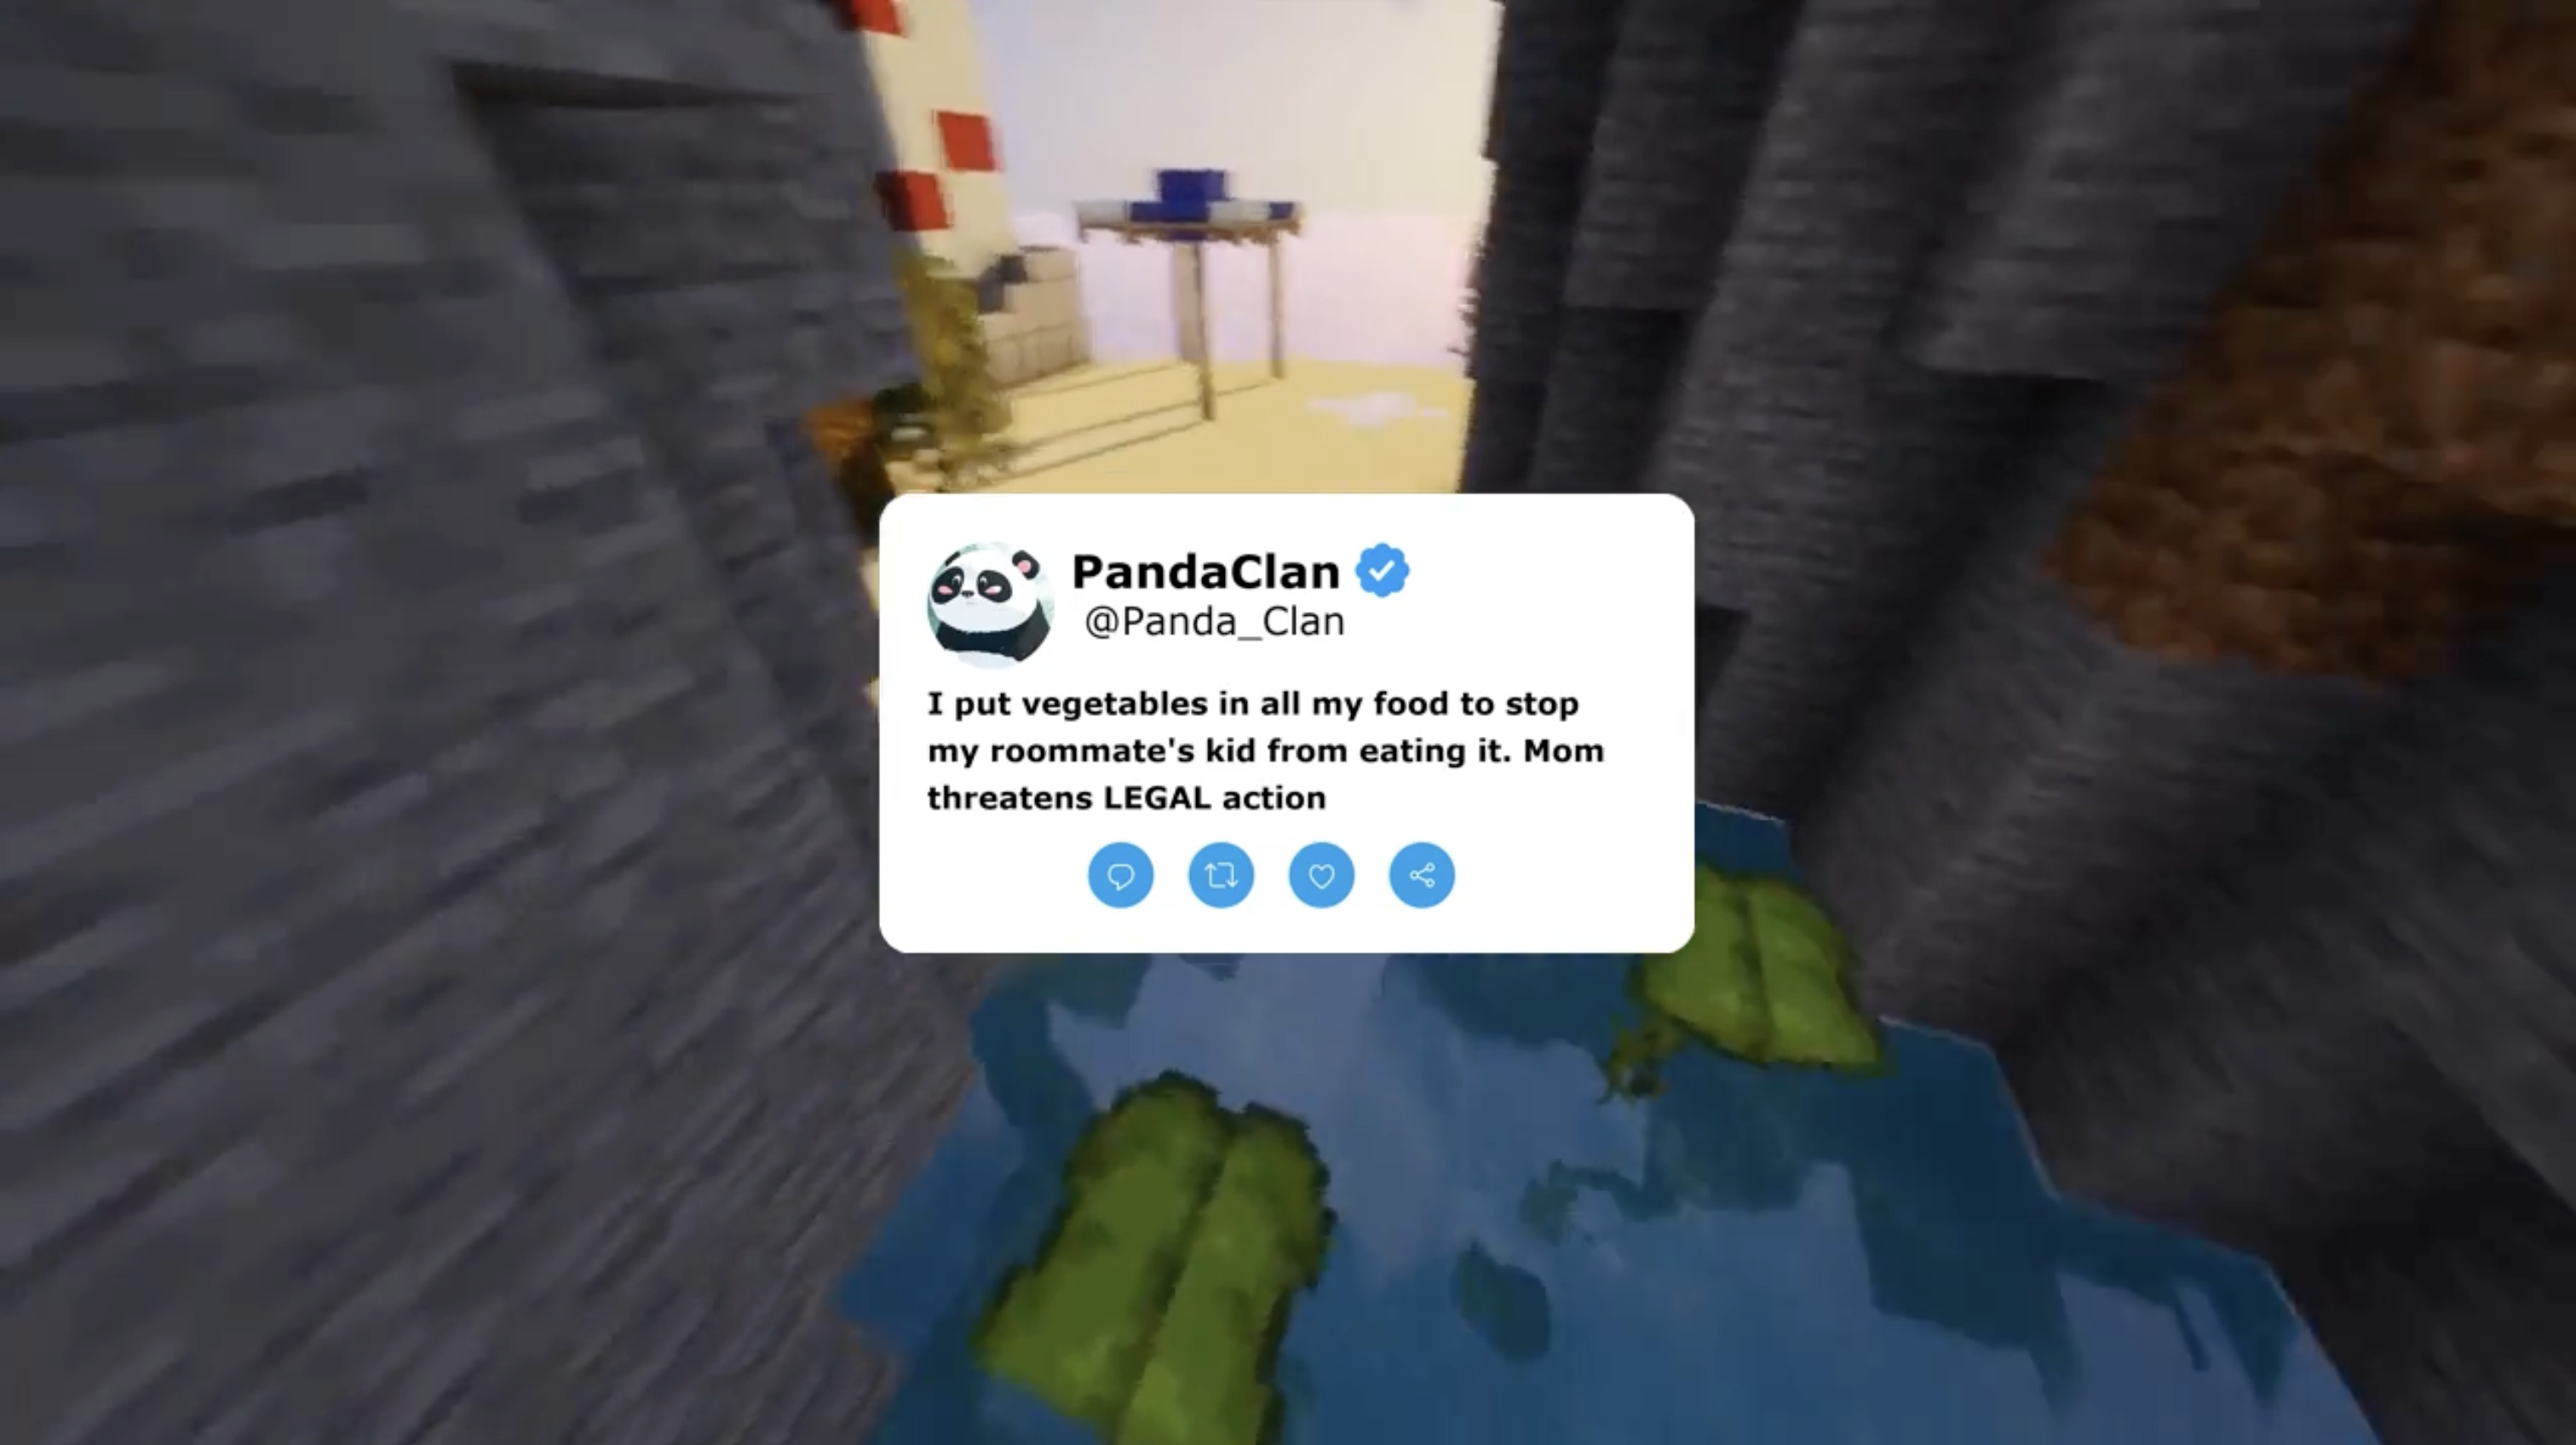 PandaClan
@Panda_Clan
I put vegetables in all my food to stop
my roommate's kid from eating it. Mom
threatens LEGAL action